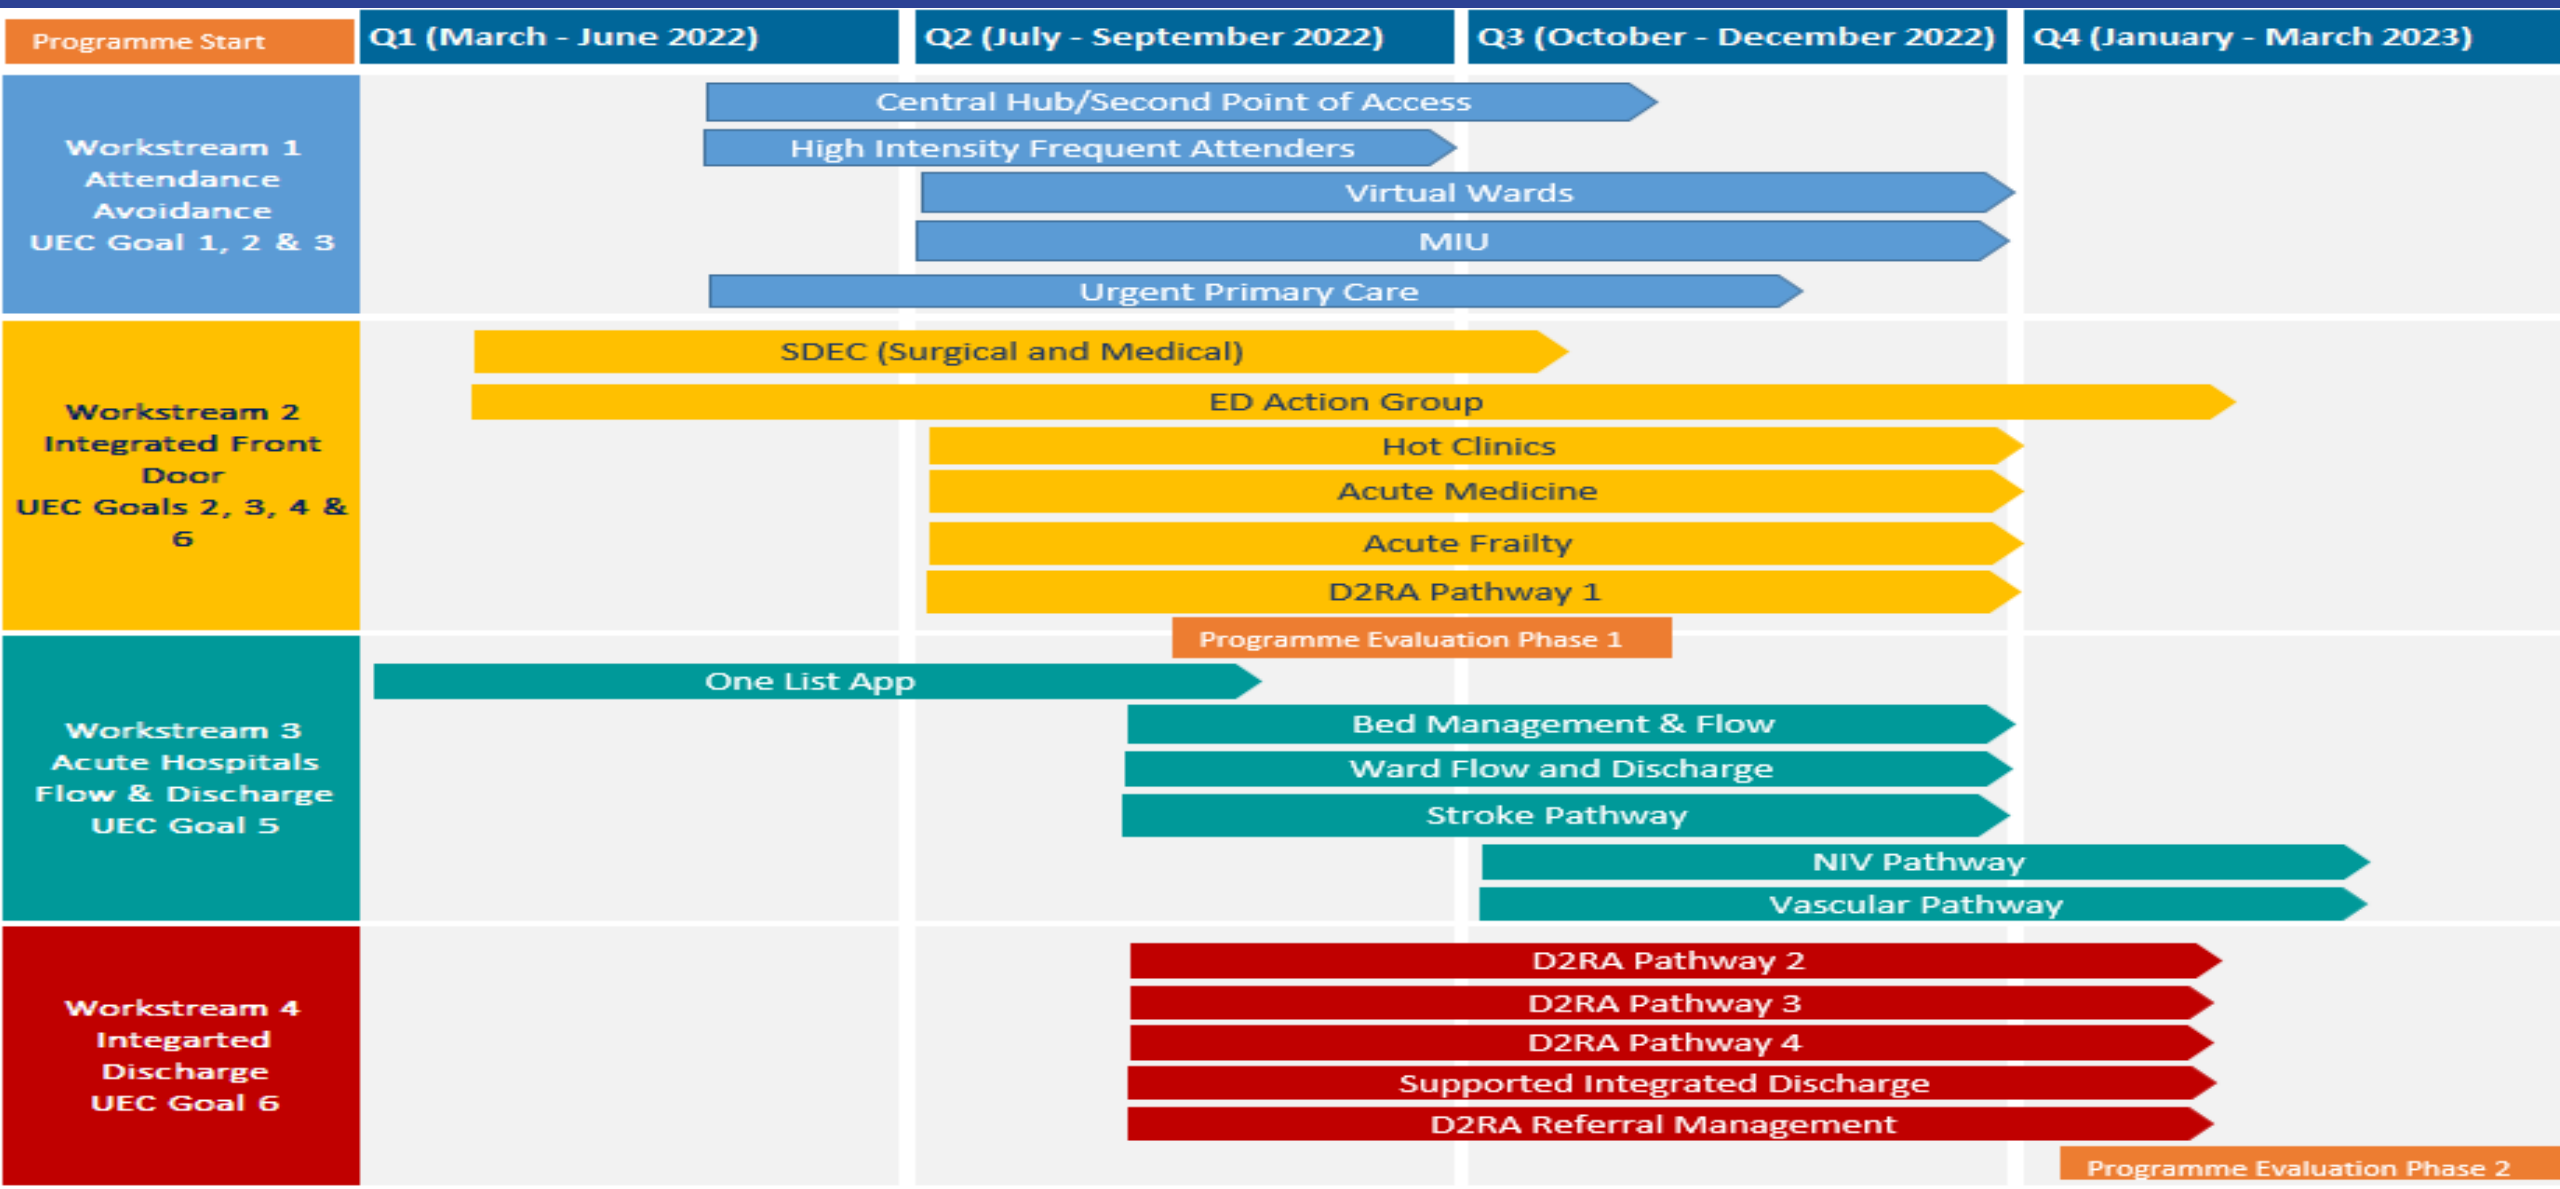 Programme Start
Q1 (March - June 2022)
Q2 (July - September 2022)
Q3 (October - December 2022)
Q4 (January - March 2023)
Workstream 1
Attendance
Avoidance
UEC Goal 1, 2 & 3
Central Hub/Second Point of Access
High Intensity Frequent Attenders
Virtual Wards
MIU
Urgent Primary Care
Workstream 2
Integrated Front
Door
UEC Goals 2, 3, 4 &
6
SDEC (Surgical and Medical)
ED Action Group
Hot Clinics
Acute Medicine
Acute Frailty
D2RA Pathway 1
Programme Evaluation Phase 1
Workstream 3
Acute Hospitals
Flow & Discharge
UEC Goal 5
One List App
Bed Management & Flow
Ward Flow and Discharge
Stroke Pathway
NIV Pathway
Vascular Pathway
Workstream 4
Integarted
Discharge
UEC Goal 6
D2RA Pathway 2
D2RA Pathway 3
D2RA Pathway 4
Supported Integrated Discharge
D2RA Referral Management
Programme Evaluation Phase 2